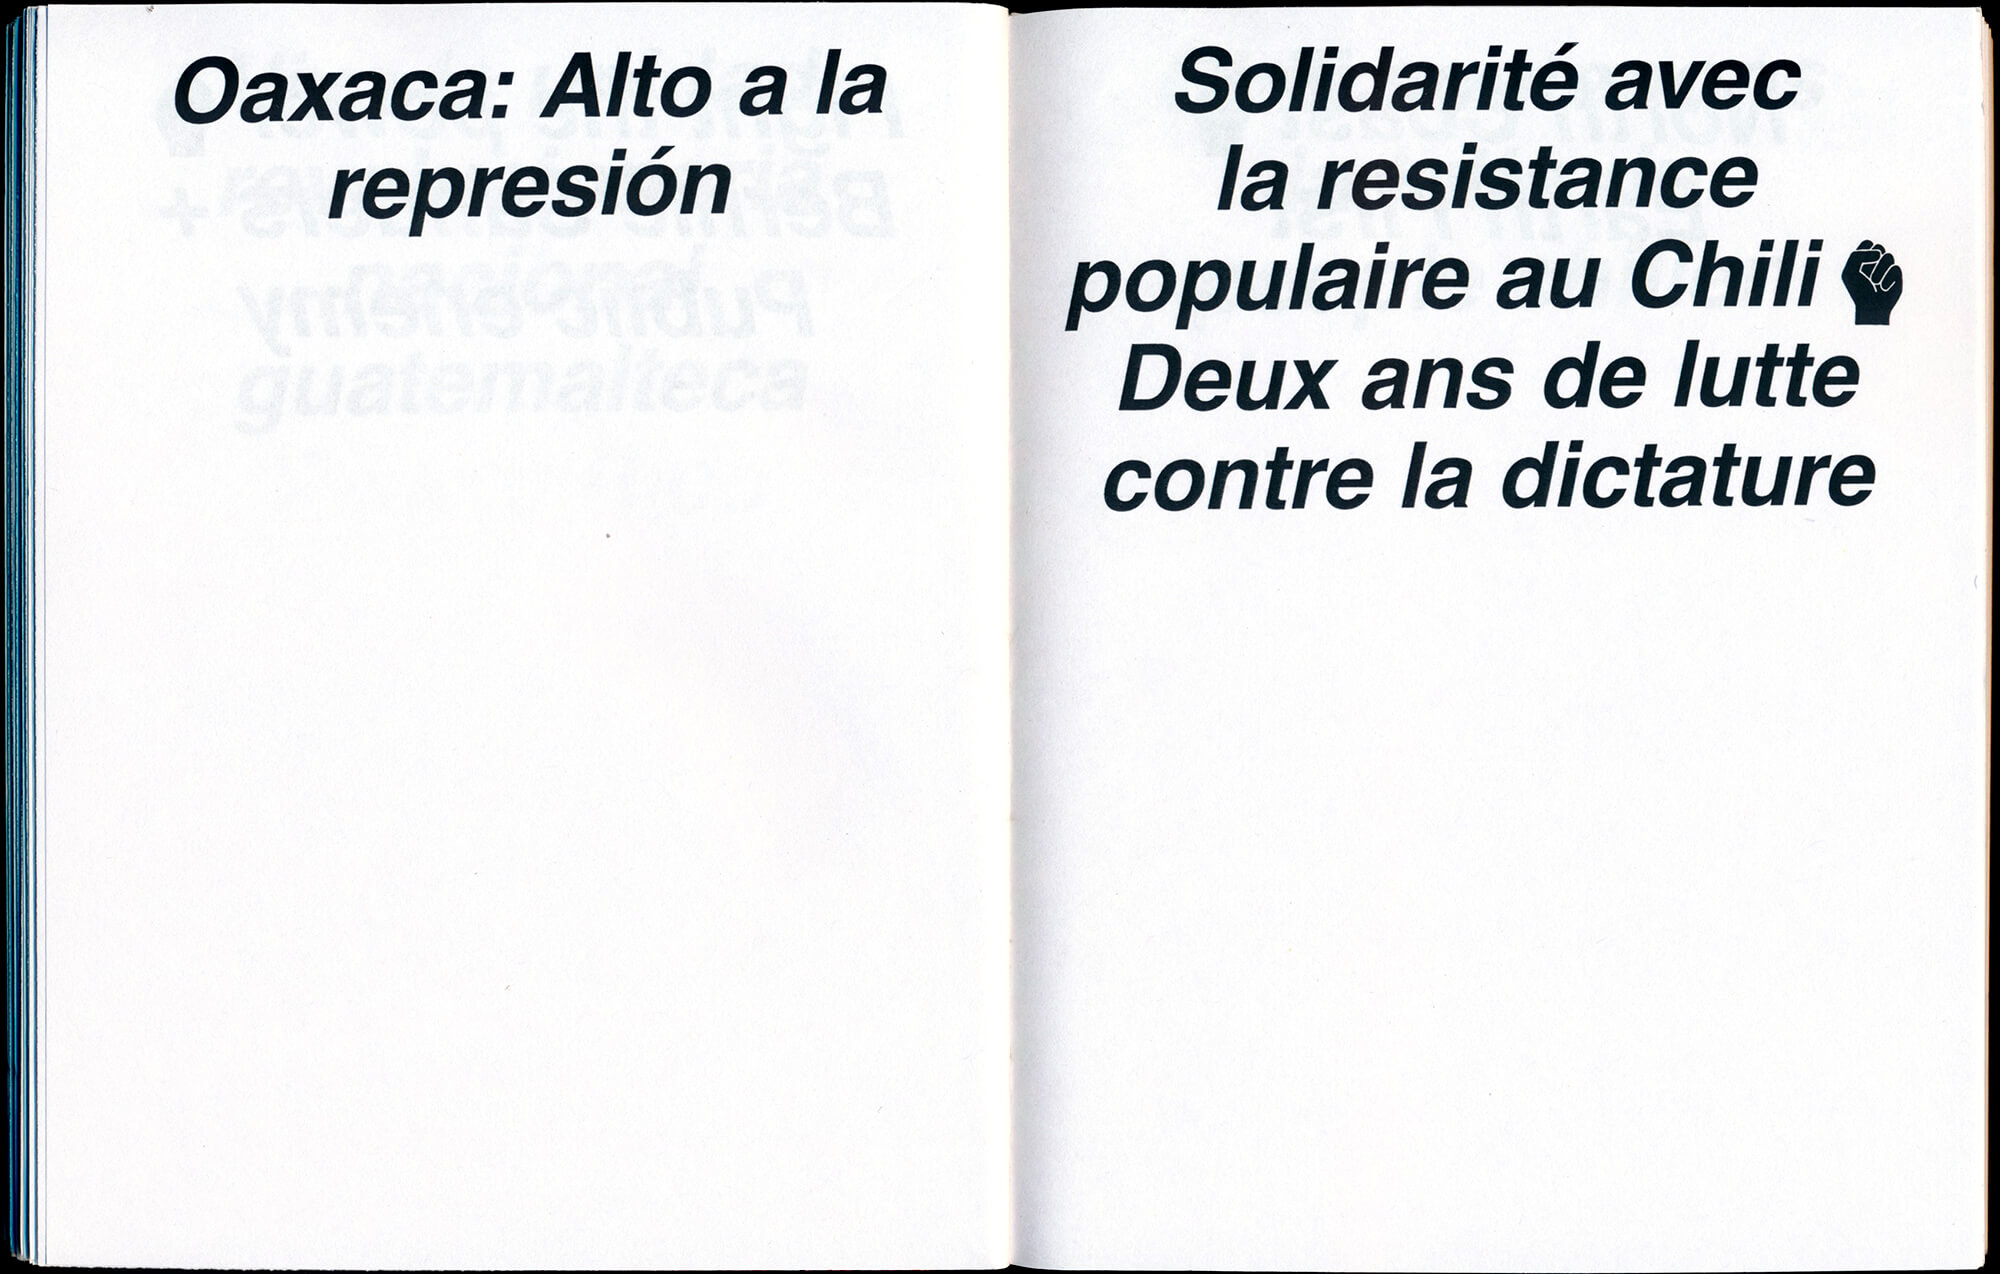 Oaxaca: Alto a la
represión
Solidarité avec
la resistance
populaire au Chili
Deux ans de lutte
contre la dictature